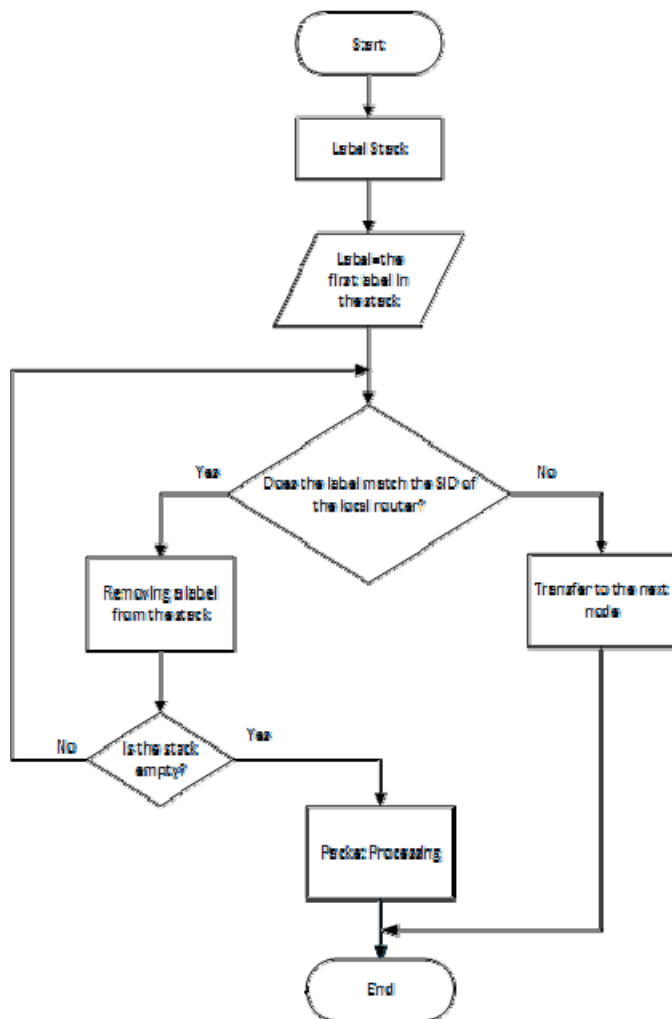 Start
Label Stack
Label=the
first label in
the stack
Yes
Does the label match the SID of
the local router?
No
Removing a label
from the stack
Transfer to the next
node
No
Is the stack
empty?
Yes
Packet Processing
End